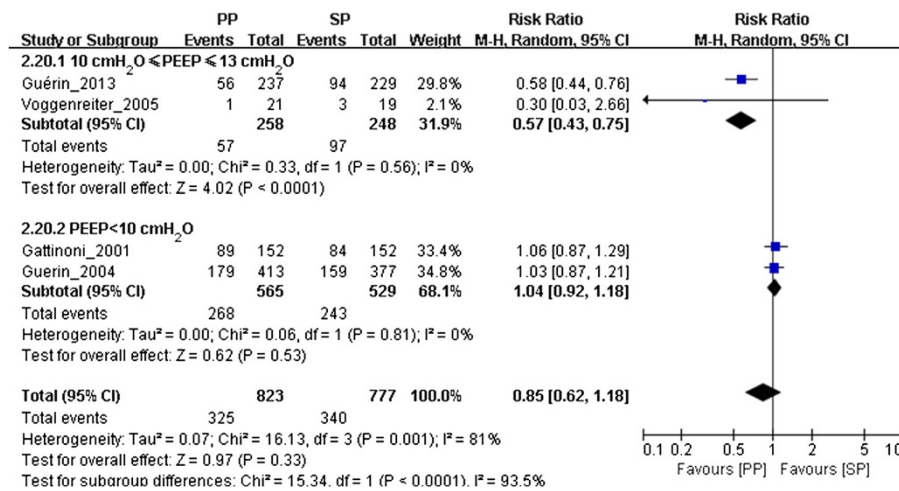 PP SP Risk Ratio Risk Ratio
Study or Subgroup Events Total Events Total Weight M-H, Random, 95% CI M-H, Random, 95% CI
2.20.1 10 cmH₂O ≤PEEP ≤13 cmH₂O
Guérin_2013 56 237 94 229 29.8% 0.58 [0.44, 0.76]
Voggenreiter_2005 1 21 3 19 2.1% 0.30 [0.03, 2.66]
Subtotal (95% CI) 258 248 31.9% 0.57 [0.43, 0.75]
Total events 57 97
Heterogeneity: Tau² = 0.00; Chi² = 0.33, df = 1 (P = 0.56); I² = 0%
Test for overall effect: Z = 4.02 (P < 0.0001)
2.20.2 PEEP<10 cmH₂O
Gattinoni_2001 89 152 84 152 33.4% 1.06 [0.87, 1.29]
Guerin_2004 179 413 159 377 34.8% 1.03 [0.87, 1.21]
Subtotal (95% CI) 565 529 68.1% 1.04 [0.92, 1.18]
Total events 268 243
Heterogeneity: Tau² = 0.00; Chi² = 0.06, df = 1 (P = 0.81); I² = 0%
Test for overall effect: Z = 0.62 (P = 0.53)
Total (95% CI) 823 777 100.0% 0.85 [0.62, 1.18]
Total events 325 340
Heterogeneity: Tau² = 0.07; Chi² = 16.13, df = 3 (P = 0.001); I² = 81%
Test for overall effect: Z = 0.97 (P = 0.33)
Test for subgroup differences: Chi² = 15.34, df = 1 (P < 0.0001), I² = 93.5%
0.1 0.2 0.5 1 2 5 10
Favours [PP] Favours [SP]